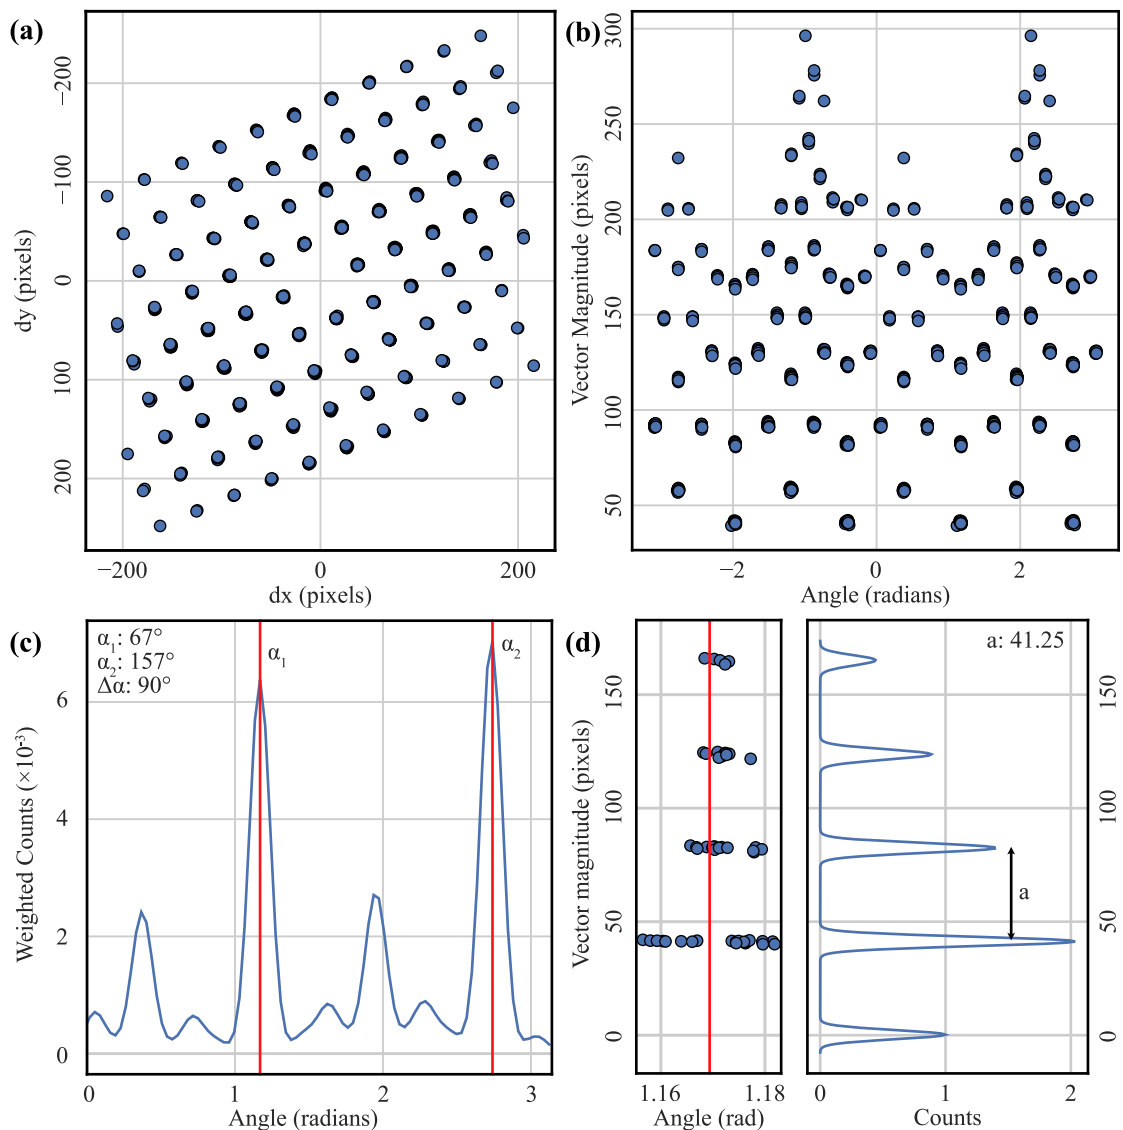 (a)
−200
−100
0
100
200
dy (pixels)
−200
0
200
dx (pixels)
(b)
300
250
200
150
100
50
Vector Magnitude (pixels)
−2
0
2
Angle (radians)
(c)
α1: 67°
α2: 157°
Δα: 90°
α1
α2
6
4
2
0
Weighted Counts (×10-3)
0
1
2
3
Angle (radians)
(d)
150
100
50
0
Vector magnitude (pixels)
1.16
1.18
Angle (rad)
a: 41.25
a
150
100
50
0
0
1
2
Counts